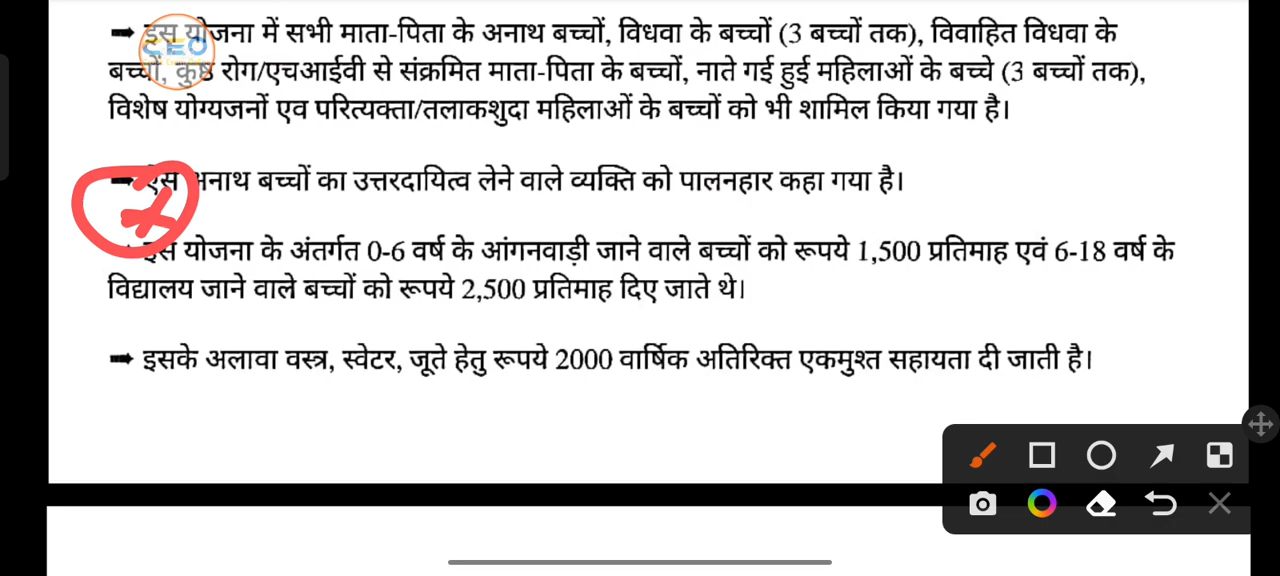 ➡ इस योजना में सभी माता-पिता के अनाथ बच्चों, विधवा के बच्चों (3 बच्चों तक), विवाहित विधवा के
बच्चों, कुष्ठ रोग/एचआईवी से संक्रमित माता-पिता के बच्चों, नाते गई हुई महिलाओं के बच्चे (3 बच्चों तक),
विशेष योग्यजनों एव परित्यक्ता/तलाकशुदा महिलाओं के बच्चों को भी शामिल किया गया है।
➡ ऐसे अनाथ बच्चों का उत्तरदायित्व लेने वाले व्यक्ति को पालनहार कहा गया है।
इस योजना के अंतर्गत 0-6 वर्ष के आंगनवाड़ी जाने वाले बच्चों को रूपये 1,500 प्रतिमाह एवं 6-18 वर्ष के
विद्यालय जाने वाले बच्चों को रूपये 2,500 प्रतिमाह दिए जाते थे।
➡ इसके अलावा वस्त्र, स्वेटर, जूते हेतु रूपये 2000 वार्षिक अतिरिक्त एकमुश्त सहायता दी जाती है।